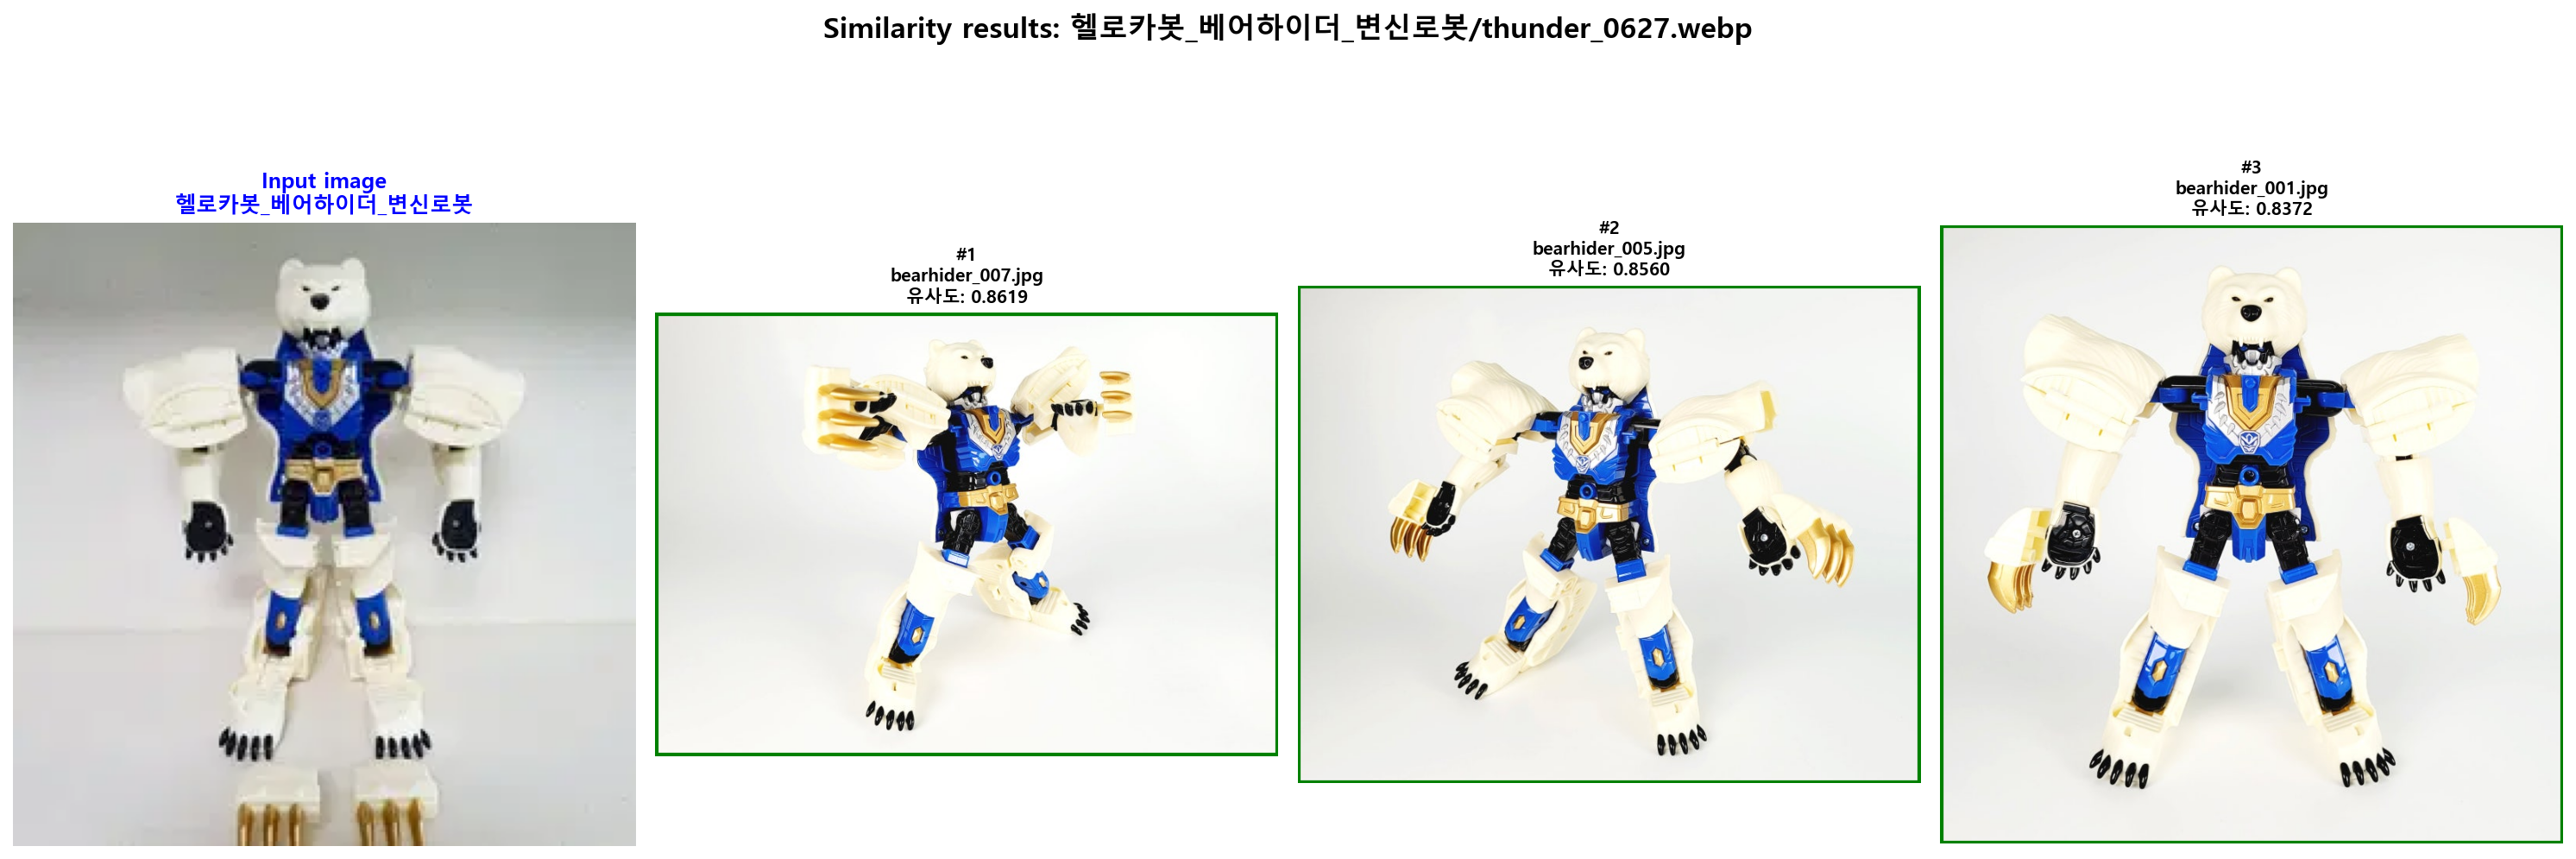 Similarity results: 헬로카봇_베어하이더_변신로봇/thunder_0627.webp
Input image
헬로카봇_베어하이더_변신로봇
#1
bearhider_007.jpg
유사도: 0.8619
#2
bearhider_005.jpg
유사도: 0.8560
#3
bearhider_001.jpg
유사도: 0.8372